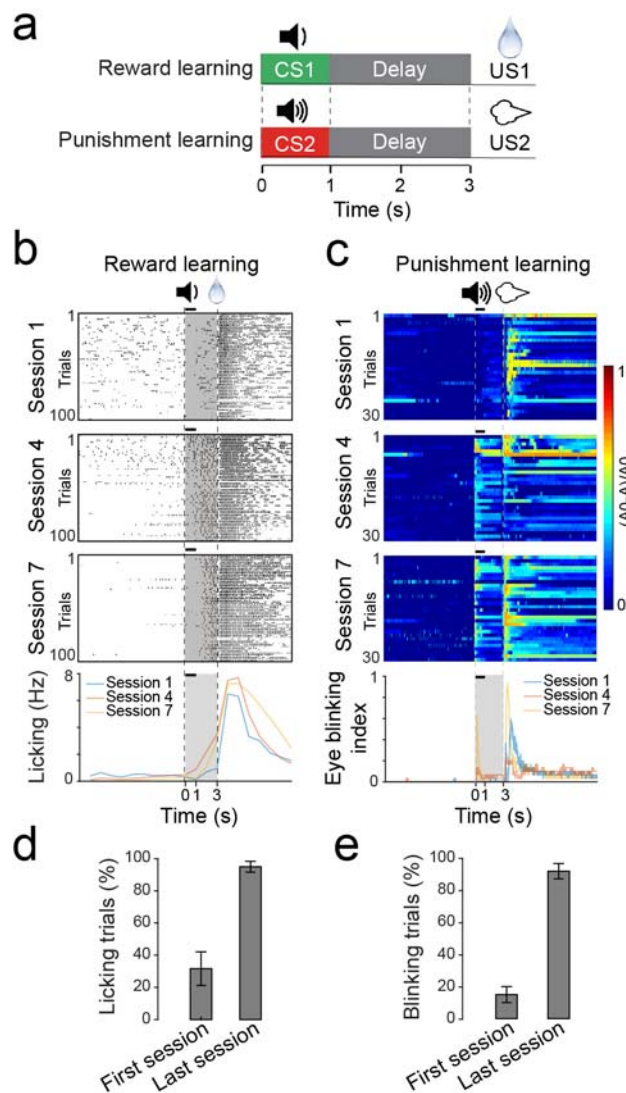 a
Reward learning CS1 Delay US1
Punishment learning CS2 Delay US2
0 1 2 3
Time (s)
b
Reward learning
Session 1
Trials
1
100
Session 4
Trials
1
100
Session 7
Trials
1
100
Licking (Hz)
8
0
Session 1
Session 4
Session 7
0 1 3
Time (s)
c
Punishment learning
Session 1
Trials
1
30
Session 4
Trials
1
30
Session 7
Trials
1
30
1
0
(A0-A)/A0
Eye blinking
index
1
0
Session 1
Session 4
Session 7
0 1 3
Time (s)
d
Licking trials (%)
100
80
60
40
20
0
First session
Last session
e
Blinking trials (%)
100
80
60
40
20
0
First session
Last session